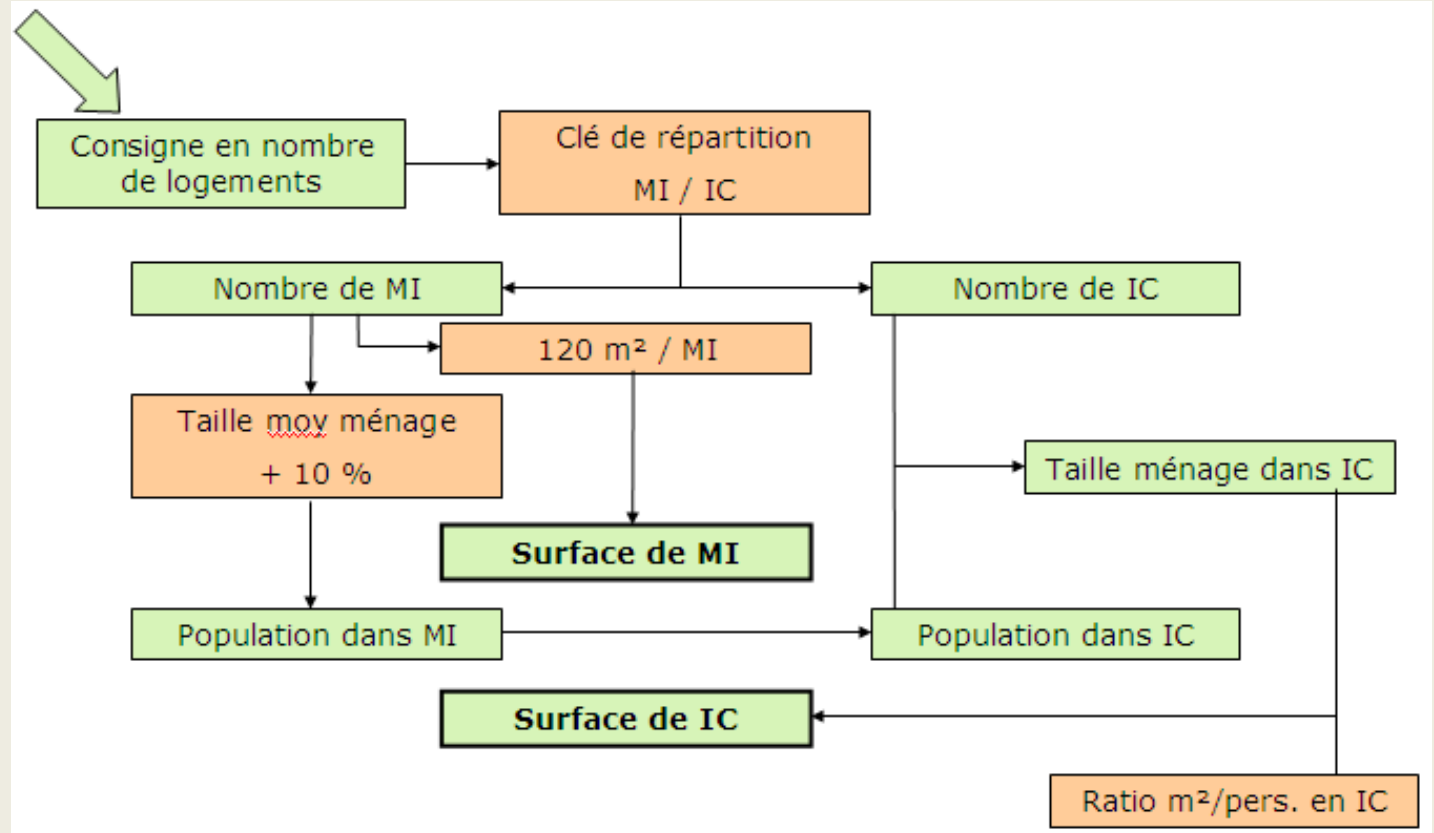 Consigne en nombre
de logements
Clé de répartition
MI / IC
Nombre de MI
Nombre de IC
120 m² / MI
Taille moy ménage
+ 10 %
Taille ménage dans IC
Surface de MI
Population dans MI
Population dans IC
Surface de IC
Ratio m²/pers. en IC